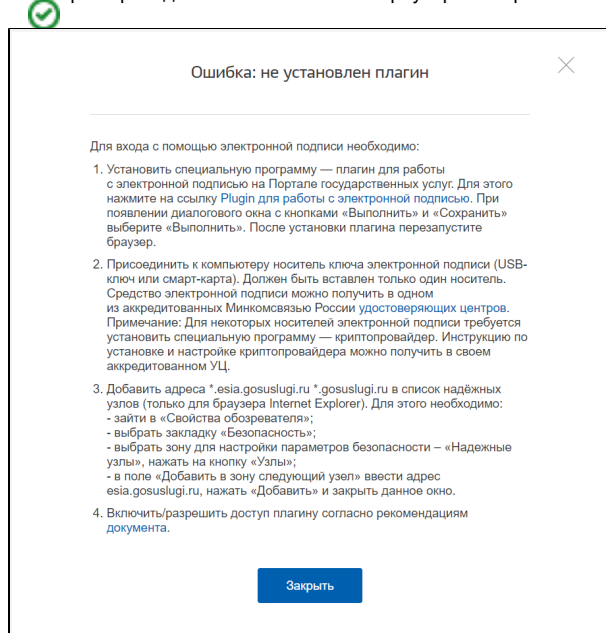 Ошибка: не установлен плагин
Для входа с помощью электронной подписи необходимо:
1. Установить специальную программу — плагин для работы
с электронной подписью на Портале государственных услуг. Для этого
нажмите на ссылку Plugin для работы с электронной подписью. При
появлении диалогового окна с кнопками «Выполнить» и «Сохранить»
выберите «Выполнить». После установки плагина перезапустите
браузер.
2. Присоединить к компьютеру носитель ключа электронной подписи (USB-
ключ или смарт-карта). Должен быть вставлен только один носитель.
Средство электронной подписи можно получить в одном
из аккредитованных Минкомсвязью России удостоверяющих центров.
Примечание: Для некоторых носителей электронной подписи требуется
установить специальную программу — криптопровайдер. Инструкцию по
установке и настройке криптопровайдера можно получить в своем
аккредитованном УЦ.
3. Добавить адреса *.esia.gosuslugi.ru *.gosuslugi.ru в список надёжных
узлов (только для браузера Internet Explorer). Для этого необходимо:
- зайти в «Свойства обозревателя»;
- выбрать закладку «Безопасность»;
- выбрать зону для настройки параметров безопасности – «Надежные
узлы», нажать на кнопку «Узлы»;
- в поле «Добавить в зону следующий узел» ввести адрес
esia.gosuslugi.ru, нажать «Добавить» и закрыть данное окно.
4. Включить/разрешить доступ плагину согласно рекомендациям
документа.
Закрыть